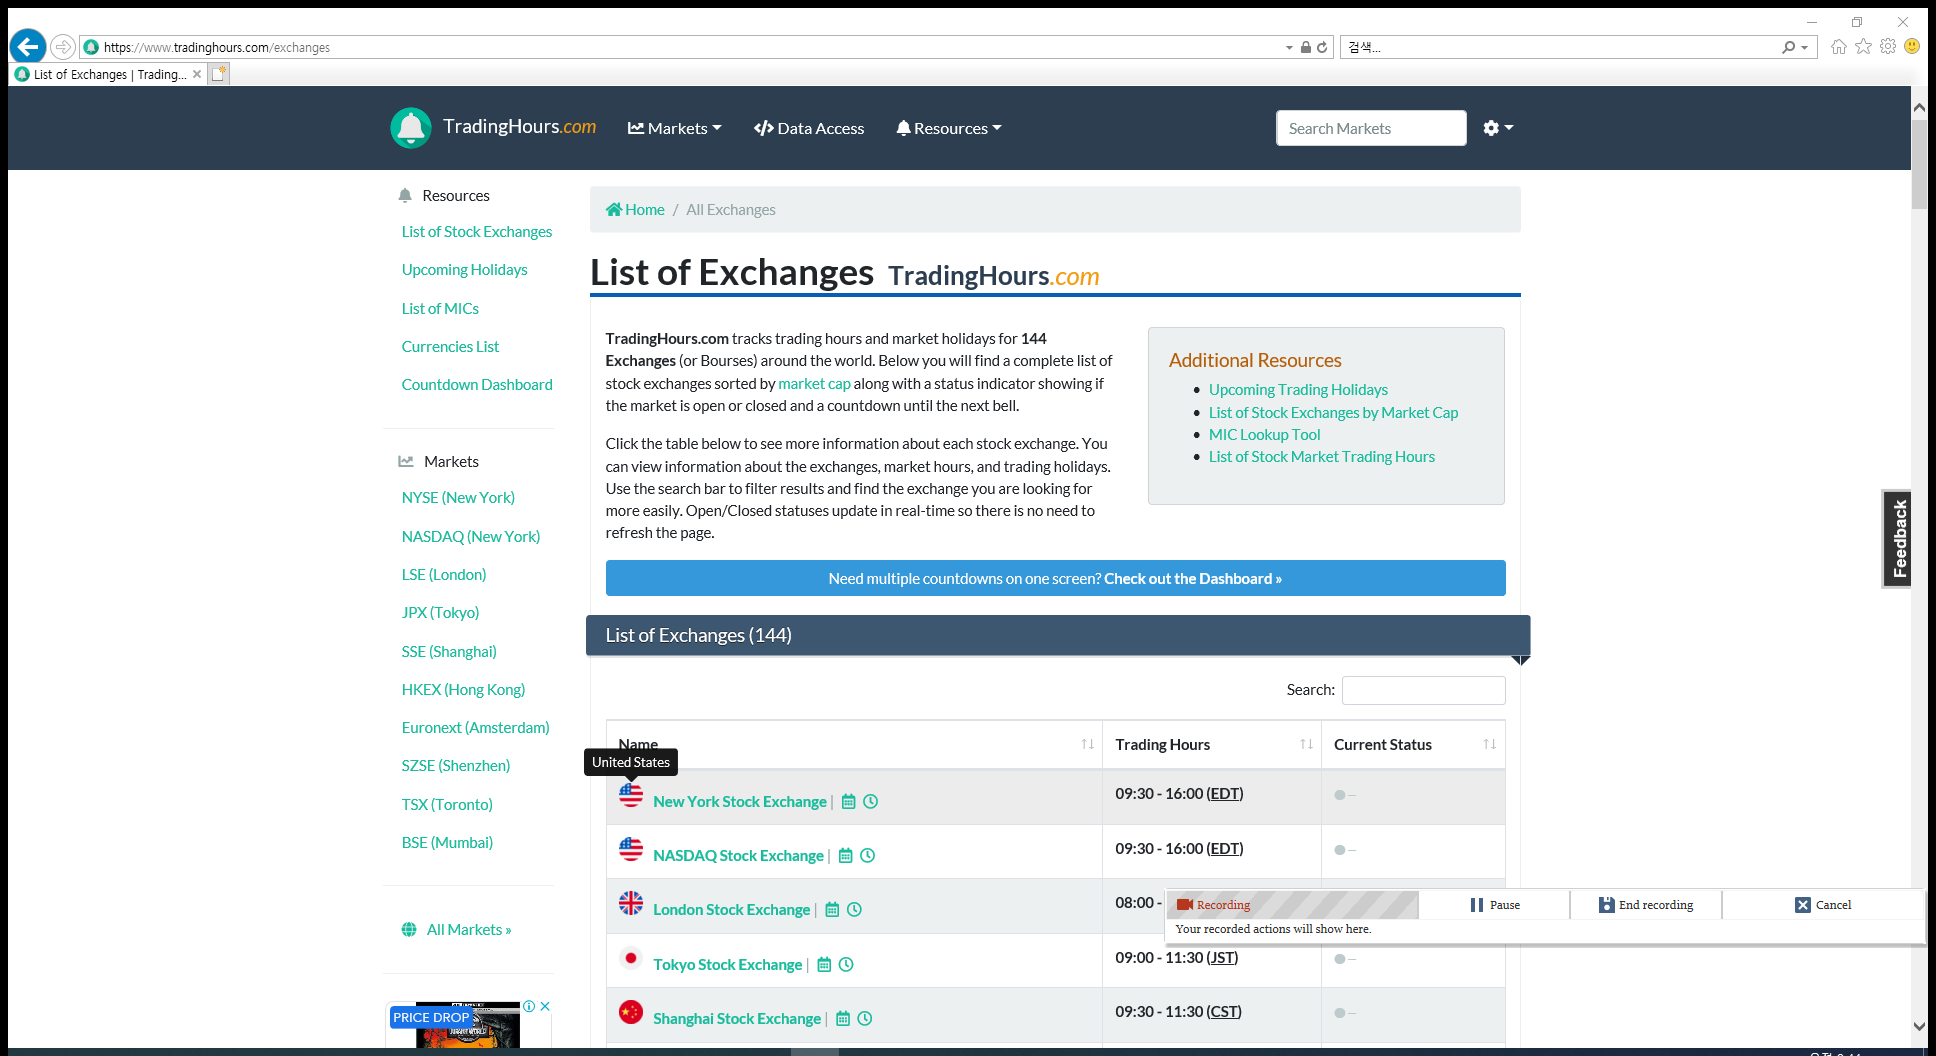 https://www.tradinghours.com/exchanges
검색...
List of Exchanges | Trading...
TradingHours.com
Markets
Data Access
Resources
Search Markets
Resources
List of Stock Exchanges
Upcoming Holidays
List of MICs
Currencies List
Countdown Dashboard
Markets
NYSE (New York)
NASDAQ (New York)
LSE (London)
JPX (Tokyo)
SSE (Shanghai)
HKEX (Hong Kong)
Euronext (Amsterdam)
SZSE (Shenzhen)
TSX (Toronto)
BSE (Mumbai)
All Markets »
PRICE DROP
Home / All Exchanges
List of Exchanges TradingHours.com
TradingHours.com tracks trading hours and market holidays for 144
Exchanges (or Bourses) around the world. Below you will find a complete list of
stock exchanges sorted by market cap along with a status indicator showing if
the market is open or closed and a countdown until the next bell.
Click the table below to see more information about each stock exchange. You
can view information about the exchanges, market hours, and trading holidays.
Use the search bar to filter results and find the exchange you are looking for
more easily. Open/Closed statuses update in real-time so there is no need to
refresh the page.
Additional Resources
• Upcoming Trading Holidays
• List of Stock Exchanges by Market Cap
• MIC Lookup Tool
• List of Stock Market Trading Hours
Feedback
Need multiple countdowns on one screen? Check out the Dashboard »
List of Exchanges (144)
Search:
Name
Trading Hours
Current Status
United States
New York Stock Exchange |
09:30 - 16:00 (EDT)
–
NASDAQ Stock Exchange |
09:30 - 16:00 (EDT)
–
London Stock Exchange |
08:00 -
Recording
Pause
End recording
Cancel
Your recorded actions will show here.
Tokyo Stock Exchange |
09:00 - 11:30 (JST)
–
Shanghai Stock Exchange |
09:30 - 11:30 (CST)
–